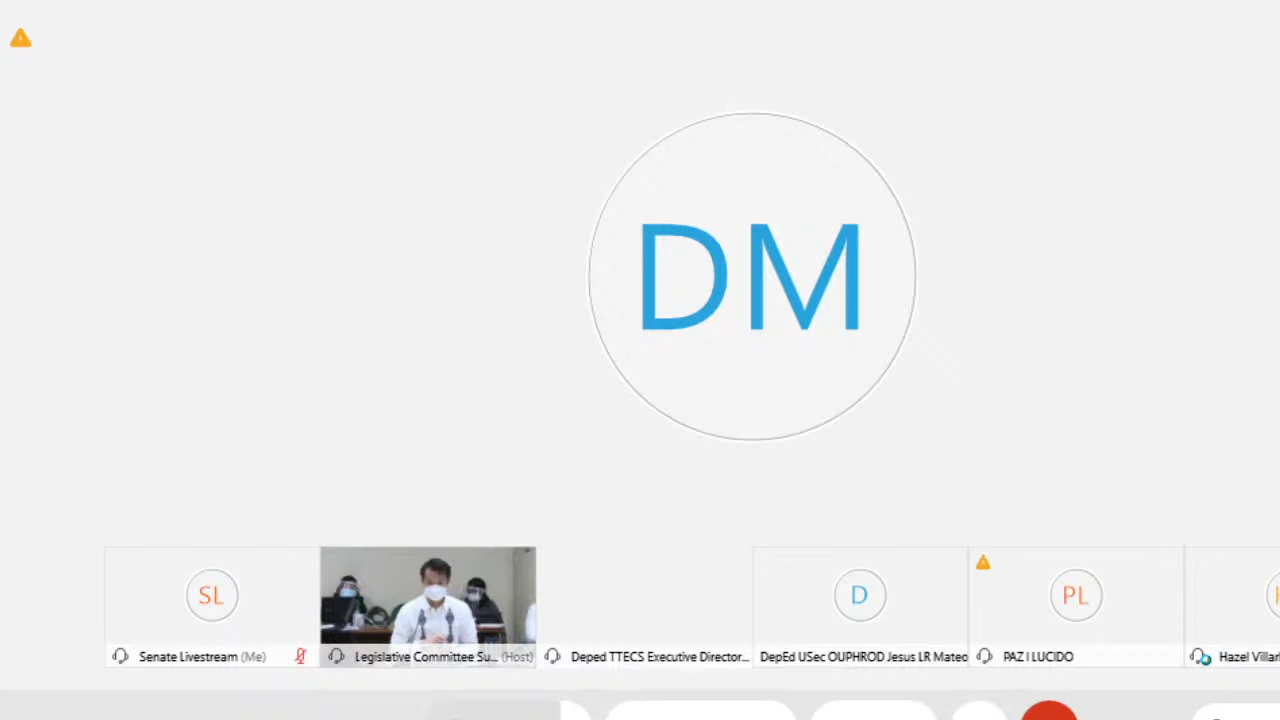 DM
SL
D
PL
Senate Livestream (Me)
Legislative Committee Su... (Host)
Deped TTECS Executive Director...
DepEd USec OUPHROD Jesus LR Mateo
PAZ I LUCIDO
Hazel